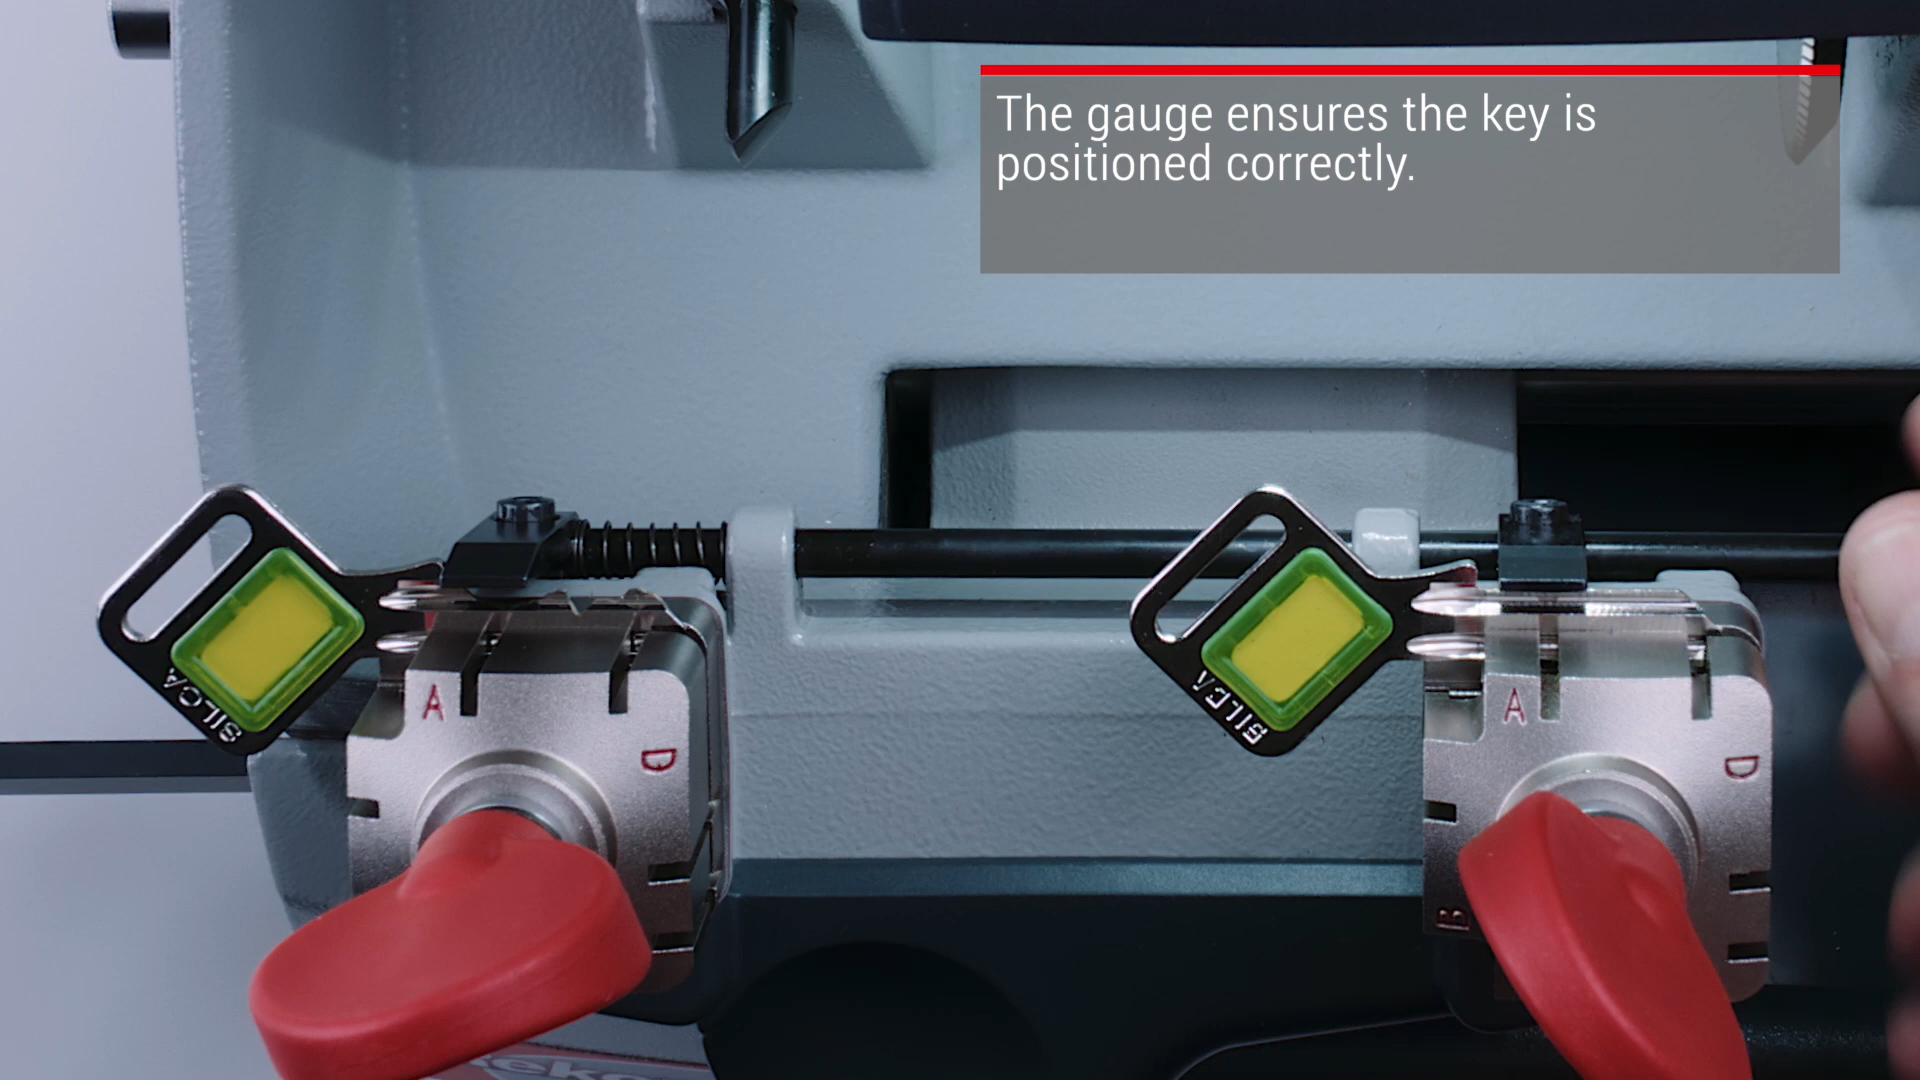 The gauge ensures the key is
positioned correctly.
SILCA
SILCA
A
D
A
D
B